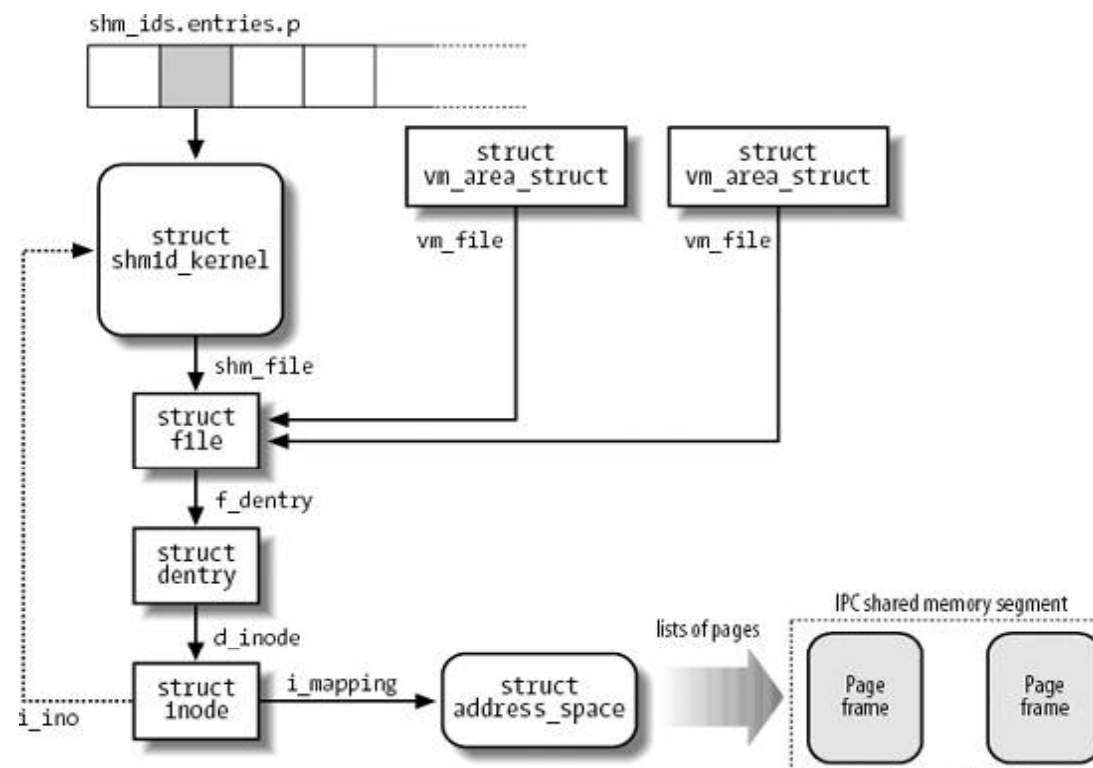 shm_ids.entries.p
struct
vm_area_struct
struct
vm_area_struct
struct
shmid_kernel
vm_file
vm_file
shm_file
struct
file
f_dentry
struct
dentry
d_inode
struct
inode
i_ino
i_mapping
struct
address_space
lists of pages
IPC shared memory segment
Page
frame
Page
frame